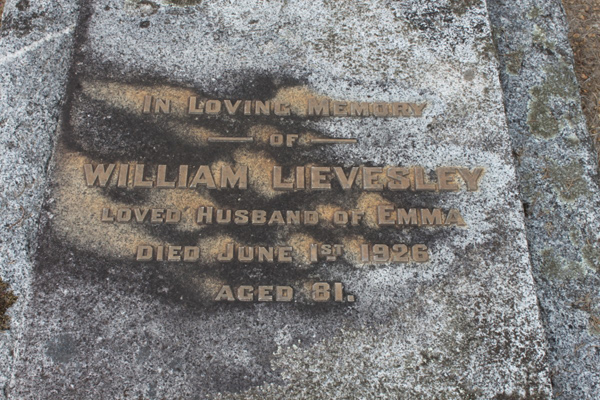 In Loving Memory
of
William Lievesley
Loved Husband of Emma
Died June 1st 1926
Aged 81.